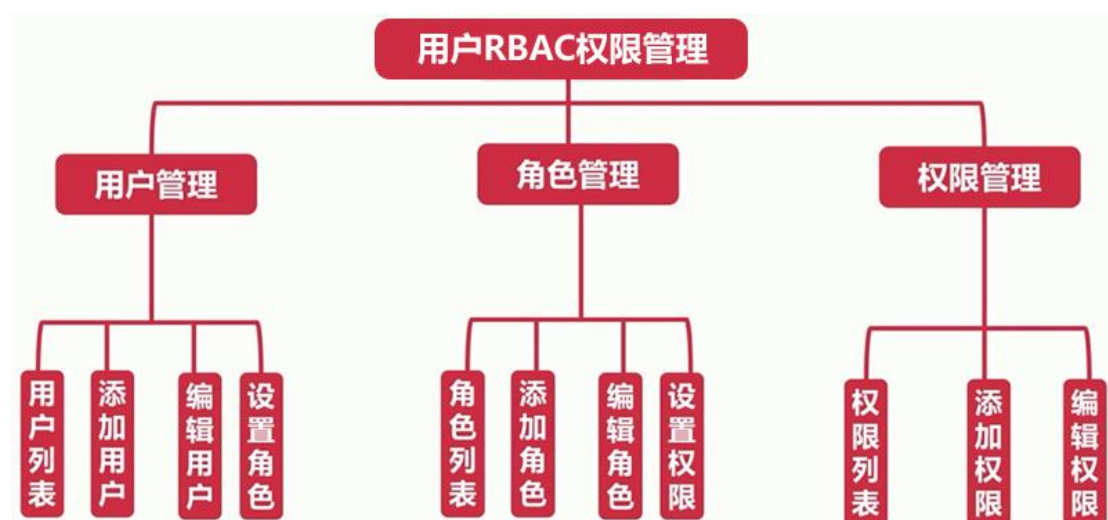 用户RBAC权限管理
用户管理
角色管理
权限管理
用户列表
添加用户
编辑用户
设置角色
角色列表
添加角色
编辑角色
设置权限
权限列表
添加权限
编辑权限